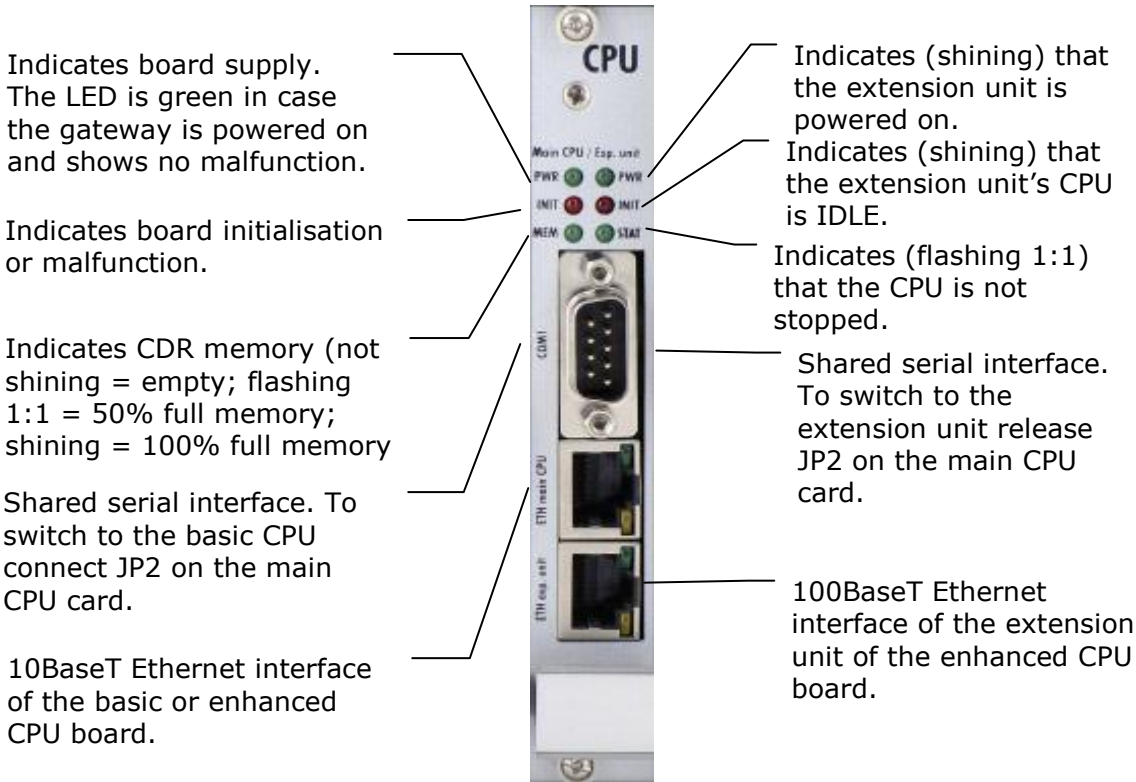 Indicates board supply.
The LED is green in case
the gateway is powered on
and shows no malfunction.
Indicates board initialisation
or malfunction.
Indicates CDR memory (not
shining = empty; flashing
1:1 = 50% full memory;
shining = 100% full memory
Shared serial interface. To
switch to the basic CPU
connect JP2 on the main
CPU card.
10BaseT Ethernet interface
of the basic or enhanced
CPU board.
CPU
Main CPU / Exp. unit
PWR PWR
INIT INIT
MEM STAT
COM1
ETH main CPU
ETH exp. unit
Indicates (shining) that
the extension unit is
powered on.
Indicates (shining) that
the extension unit's CPU
is IDLE.
Indicates (flashing 1:1)
that the CPU is not
stopped.
Shared serial interface.
To switch to the
extension unit release
JP2 on the main CPU
card.
100BaseT Ethernet
interface of the extension
unit of the enhanced CPU
board.